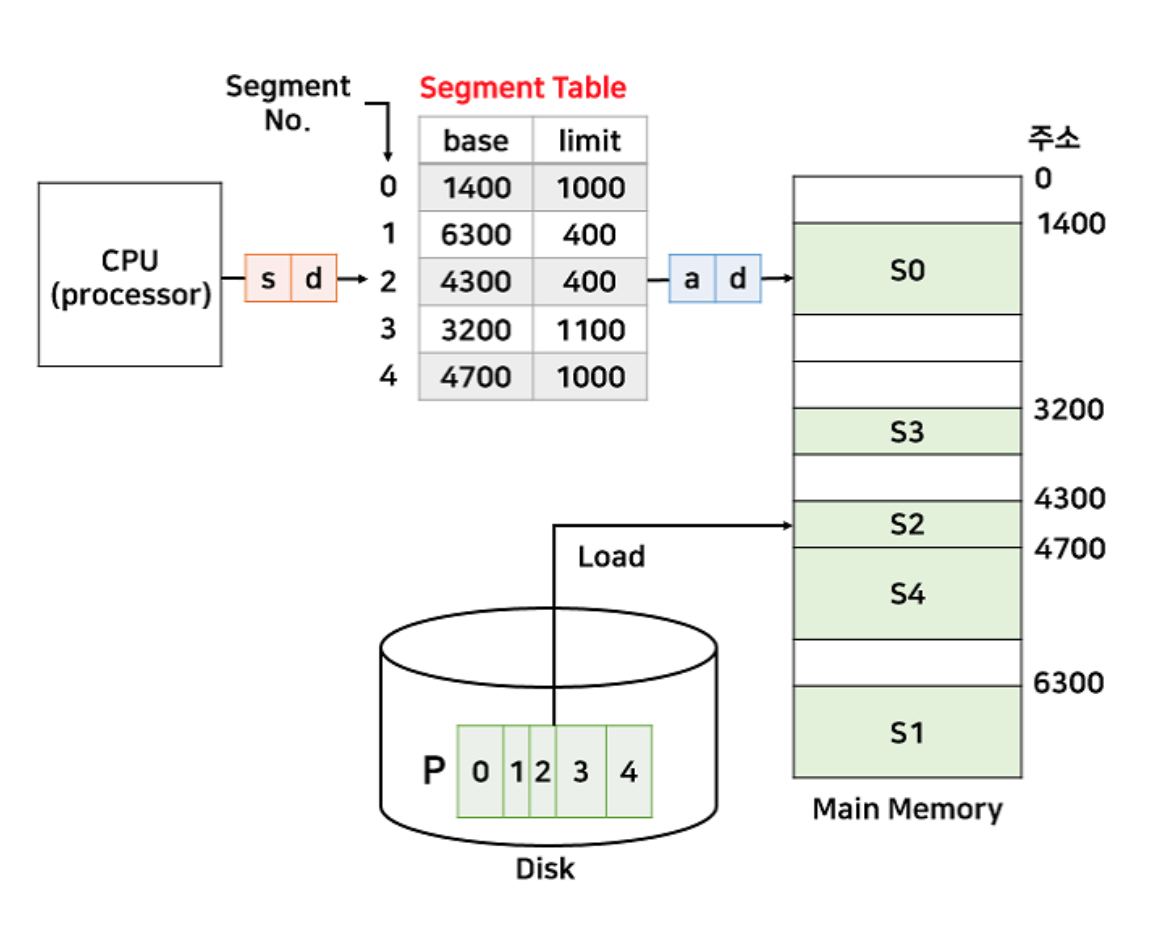 Segment
No.
Segment Table
base limit
0 1400 1000
1 6300 400
2 4300 400
3 3200 1100
4 4700 1000
CPU
(processor)
s d
a d
주소
0
1400
S0
3200
S3
4300
S2
4700
S4
6300
S1
Main Memory
Load
P 0 1 2 3 4
Disk